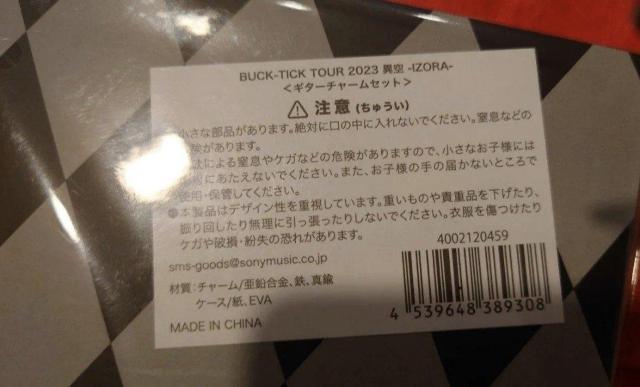 BUCK-TICK TOUR 2023 異空 -IZORA-
<ギターチャームセット>
注意 (ちゅうい)
小さな部品があります。絶対に口の中に入れないでください。窒息などの
険があります。
による窒息やケガなどの危険がありますので、小さなお子様には
にあたえないでください。また、お子様の手の届かないところで
使用・保管してください。
●本製品はデザイン性を重視しています。重いものや貴重品を下げたり、
振り回したり無理に引っ張ったりしないでください。衣服を傷つけたり
ケガや破損・紛失の恐れがあります。
4002120459
sms-goods@sonymusic.co.jp
材質:チャーム/亜鉛合金、鉄、真鍮
ケース/紙、EVA
4 539648 389308
MADE IN CHINA